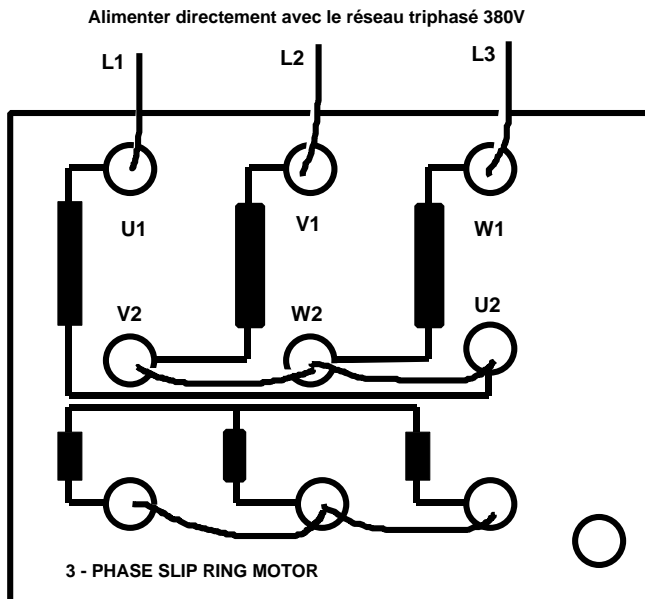 Alimenter directement avec le réseau triphasé 380V
L1 L2 L3
U1 V1 W1
V2 W2 U2
3 - PHASE SLIP RING MOTOR